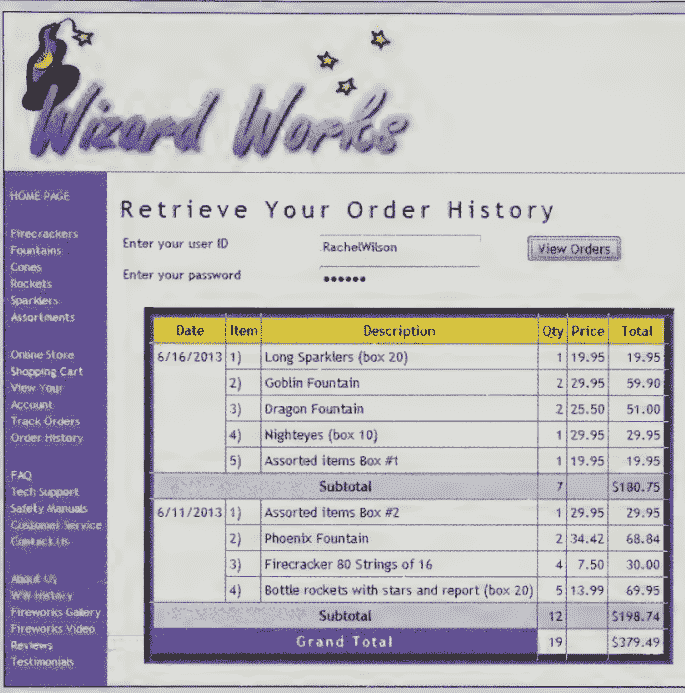 Wizard Works
HOME PAGE
Firecrackers
Fountains
Cones
Rockets
Sparklers
Assortments
Online Store
Shopping Cart
View Your
Account
Track Orders
Order History
FAQ
Tech Support
Safety Manuals
Customer Service
Contact Us
About Us
WW History
Fireworks Gallery
Fireworks Video
Reviews
Testimonials
Retrieve Your Order History
Enter your user ID RachelWilson View Orders
Enter your password ••••••
Date Item Description Qty Price Total
6/16/2013 1) Long Sparklers (box 20) 1 19.95 19.95
2) Goblin Fountain 2 29.95 59.90
3) Dragon Fountain 2 25.50 51.00
4) Nighteyes (box 10) 1 29.95 29.95
5) Assorted items Box #1 1 19.95 19.95
Subtotal 7 $180.75
6/11/2013 1) Assorted items Box #2 1 29.95 29.95
2) Phoenix Fountain 2 34.42 68.84
3) Firecracker 80 Strings of 16 4 7.50 30.00
4) Bottle rockets with stars and report (box 20) 5 13.99 69.95
Subtotal 12 $198.74
Grand Total 19 $379.49